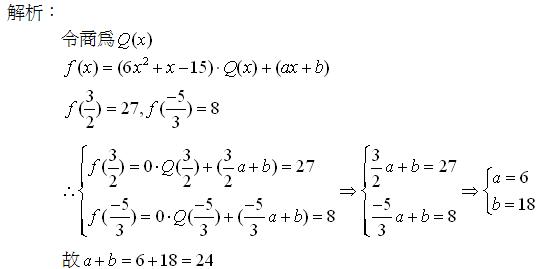 解析：
令商為Q(x)
f(x)=(6x²+x−15)·Q(x)+(ax+b)
f(3/2)=27,f(−5/3)=8
∴{f(3/2)=0·Q(3/2)+(3/2 a+b)=27 ⇒ {3/2 a+b=27 ⇒ {a=6
f(−5/3)=0·Q(−5/3)+(−5/3 a+b)=8 −5/3 a+b=8 b=18
故a+b=6+18=24